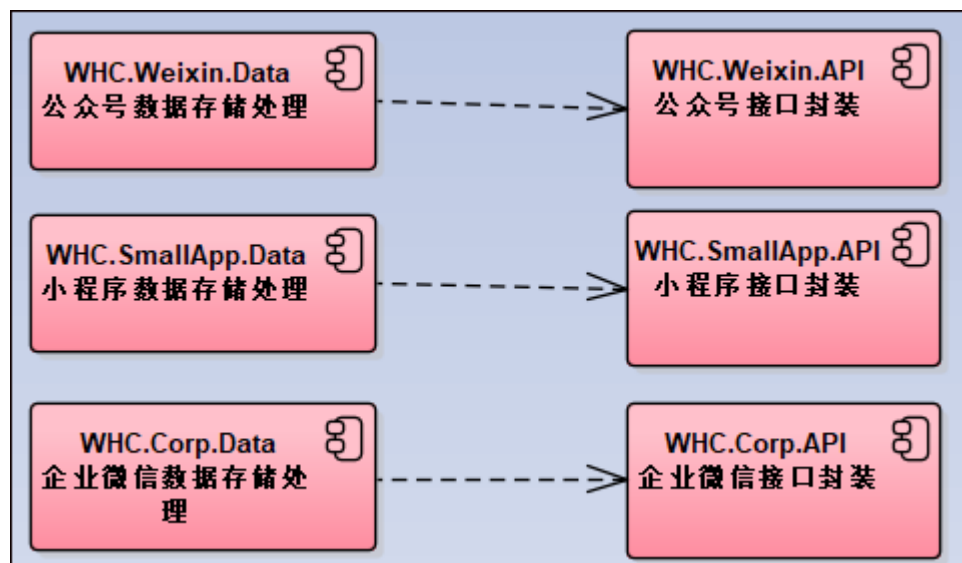 WHC.Weixin.Data
公众号数据存储处理
WHC.Weixin.API
公众号接口封装
WHC.SmallApp.Data
小程序数据存储处理
WHC.SmallApp.API
小程序接口封装
WHC.Corp.Data
企业微信数据存储处
理
WHC.Corp.API
企业微信接口封装